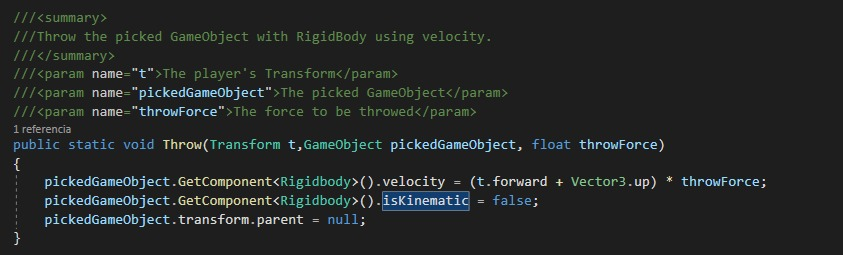 ///<summary>
///Throw the picked GameObject with RigidBody using velocity.
///</summary>
///<param name="t">The player's Transform</param>
///<param name="pickedGameObject">The picked GameObject</param>
///<param name="throwForce">The force to be throwed</param>
1 referencia
public static void Throw(Transform t,GameObject pickedGameObject, float throwForce)
{
pickedGameObject.GetComponent<Rigidbody>().velocity = (t.forward + Vector3.up) * throwForce;
pickedGameObject.GetComponent<Rigidbody>().isKinematic = false;
pickedGameObject.transform.parent = null;
}